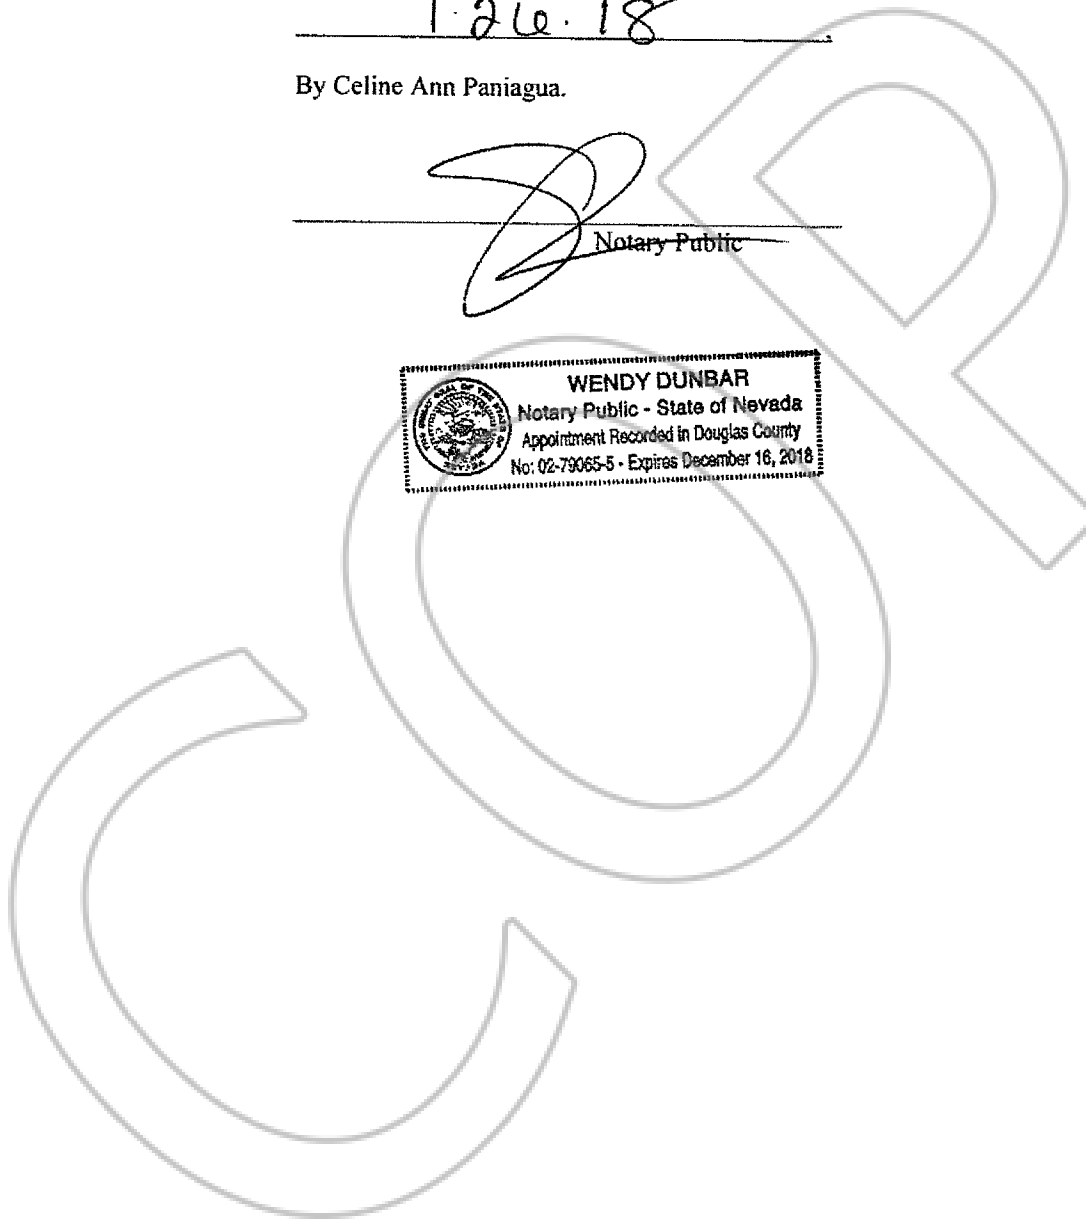 1.26.18
By Celine Ann Paniagua.
Notary Public
WENDY DUNBAR
Notary Public - State of Nevada
Appointment Recorded in Douglas County
No: 02-79065-5 - Expires December 16, 2018
COP